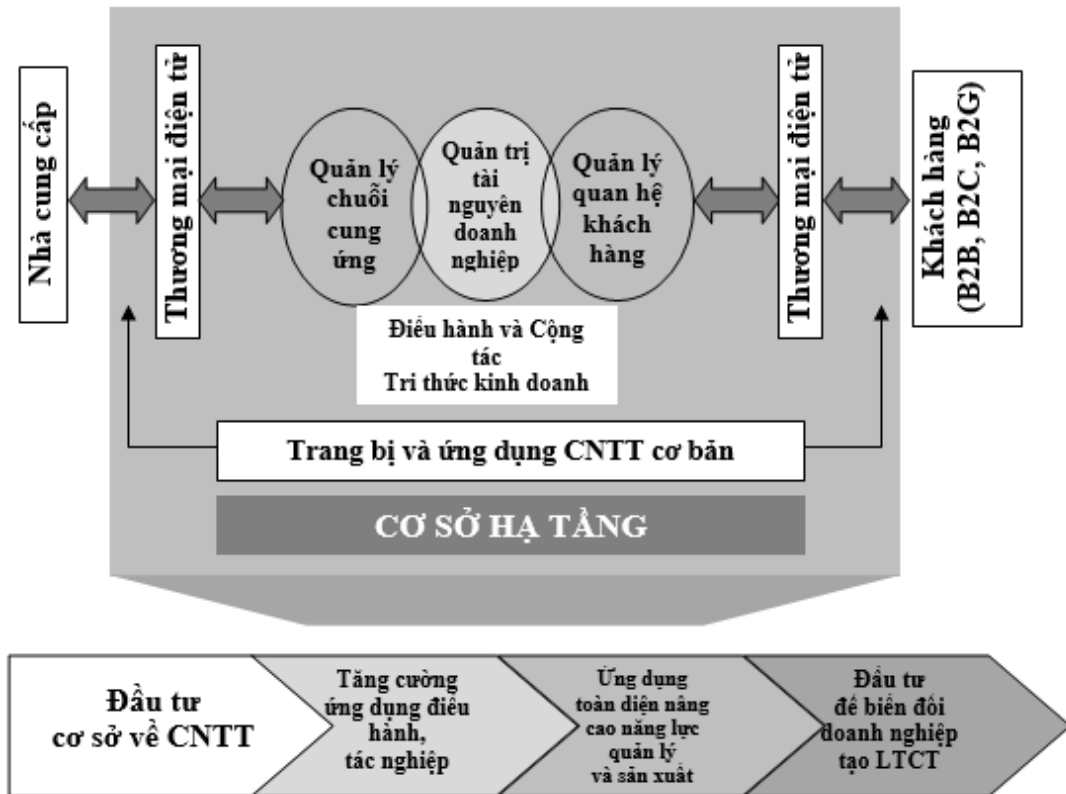 Nhà cung cấp
Thương mại điện tử
Quản lý
chuỗi
cung
ứng
Quản trị
tài
nguyên
doanh
nghiệp
Quản lý
quan hệ
khách
hàng
Thương mại điện tử
Khách hàng
(B2B, B2C, B2G)
Điều hành và Cộng
tác
Tri thức kinh doanh
Trang bị và ứng dụng CNTT cơ bản
CƠ SỞ HẠ TẦNG
Đầu tư
cơ sở về CNTT
Tăng cường
ứng dụng điều
hành,
tác nghiệp
Ứng dụng
toàn diện nâng
cao năng lực
quản lý
và sản xuất
Đầu tư
để biến đổi
doanh nghiệp
tạo LTCT